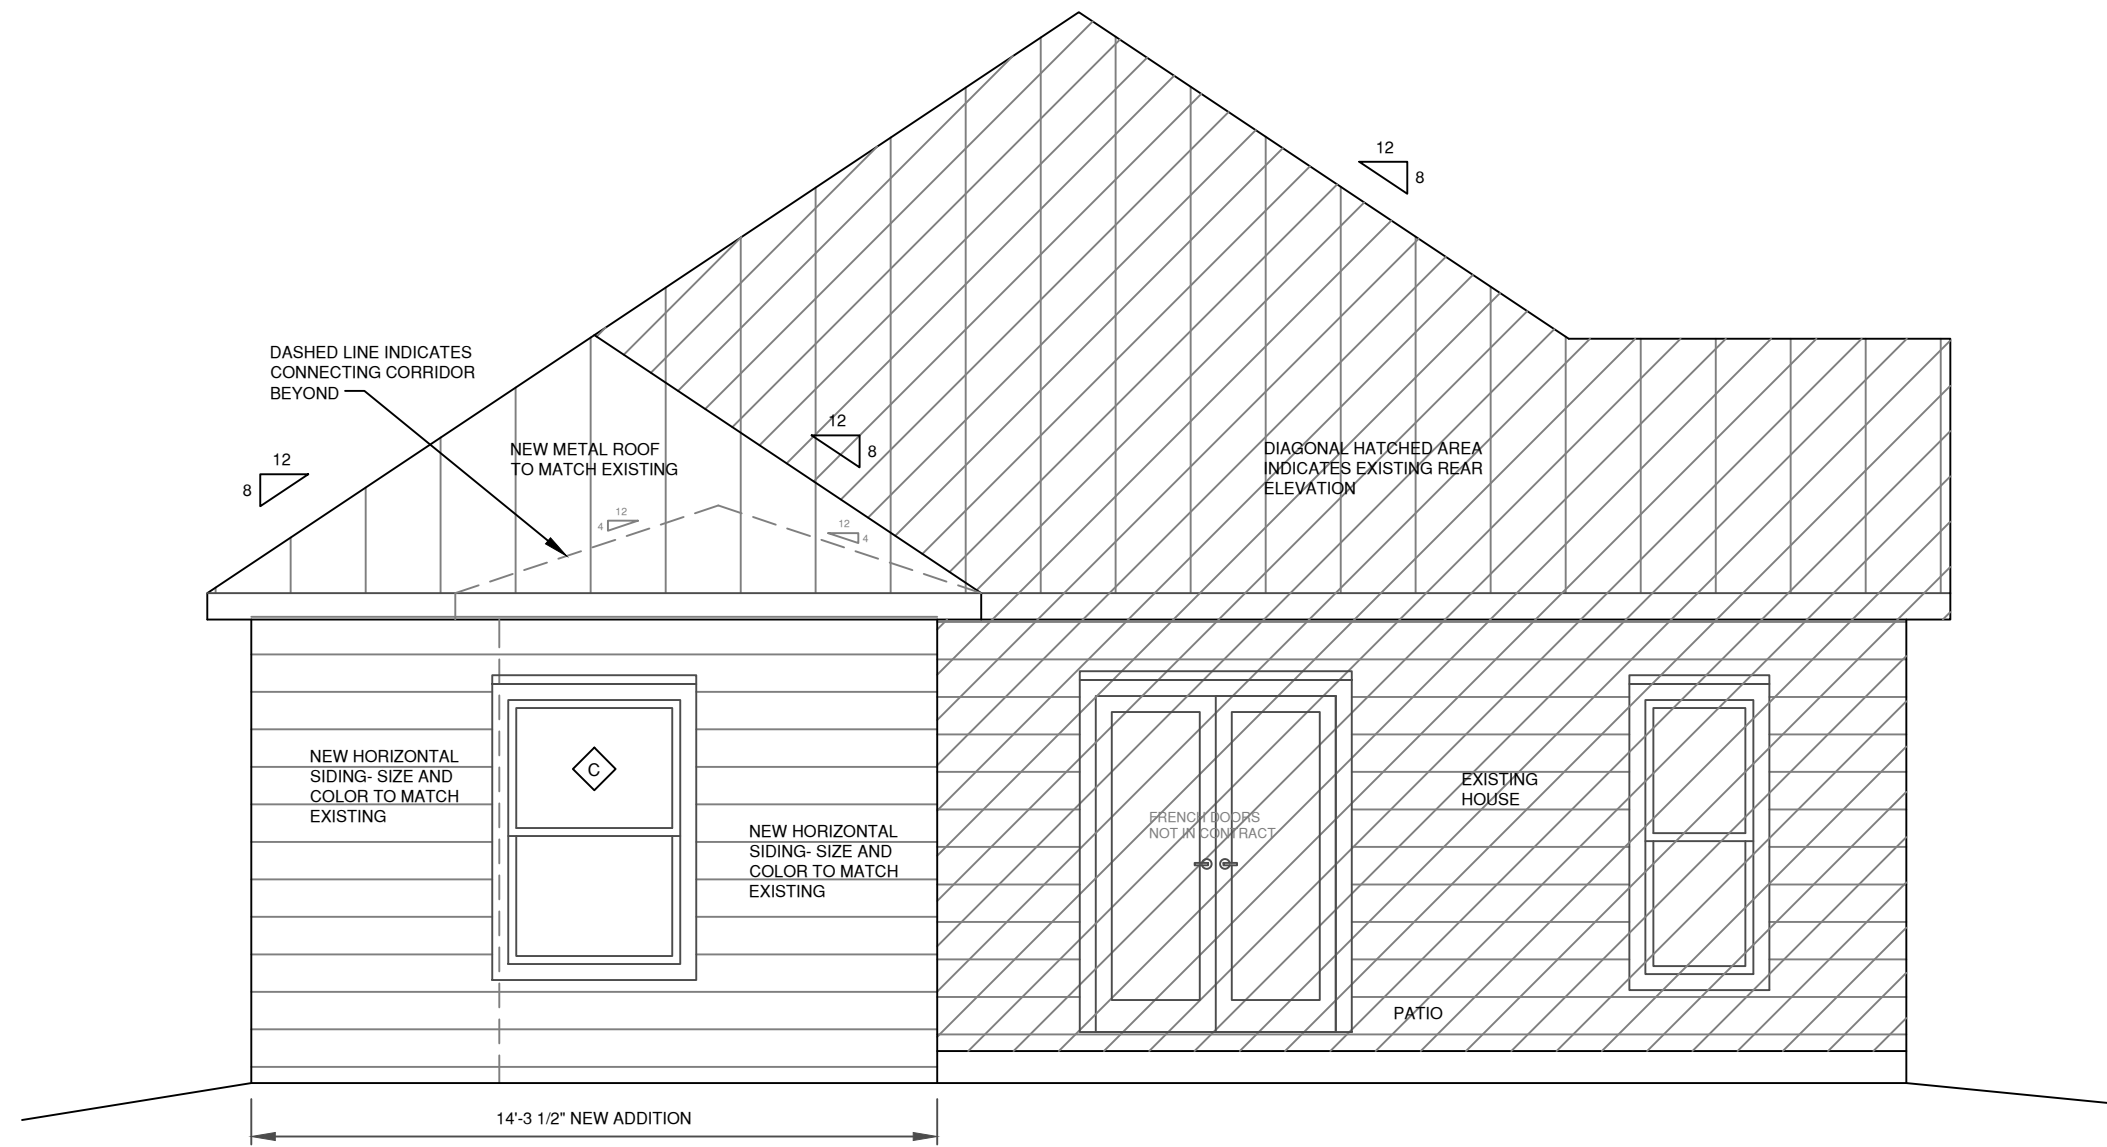 12
8
DASHED LINE INDICATES
CONNECTING CORRIDOR
BEYOND
12
8
NEW METAL ROOF
TO MATCH EXISTING
12
8
DIAGONAL HATCHED AREA
INDICATES EXISTING REAR
ELEVATION
12
4
12
4
NEW HORIZONTAL
SIDING- SIZE AND
COLOR TO MATCH
EXISTING
C
NEW HORIZONTAL
SIDING- SIZE AND
COLOR TO MATCH
EXISTING
FRENCH DOORS
NOT IN CONTRACT
EXISTING
HOUSE
PATIO
14'-3 1/2" NEW ADDITION